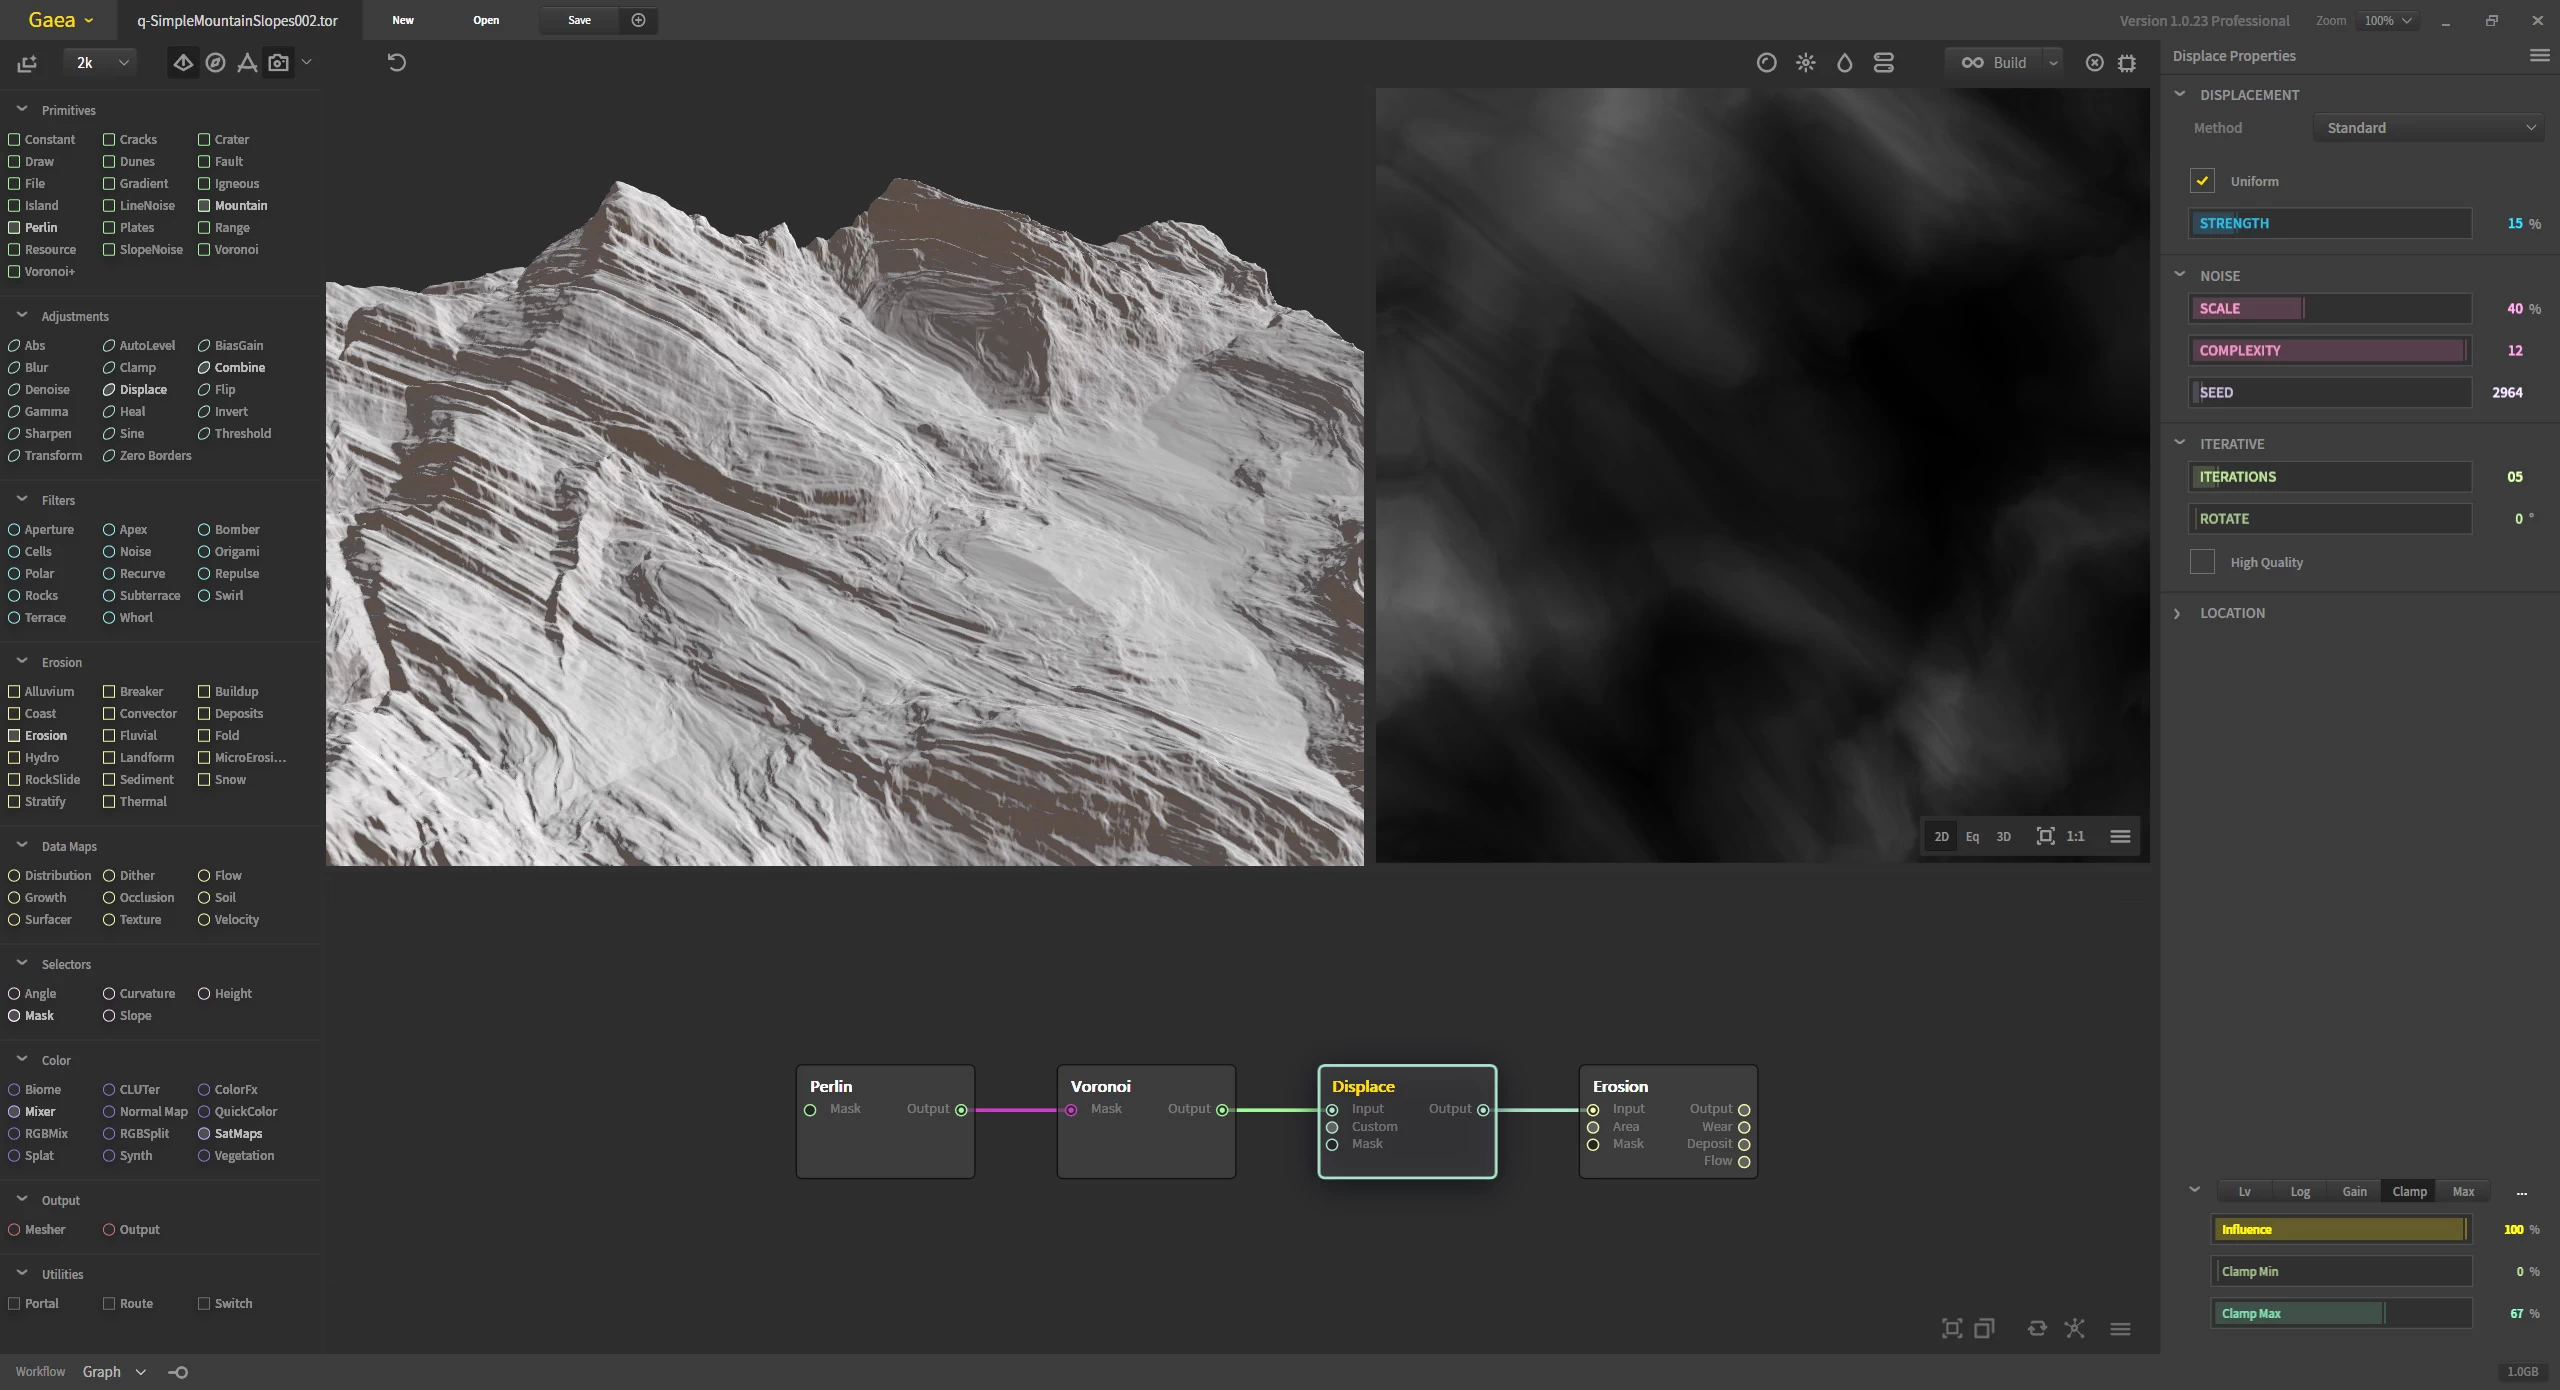 Gaea
q-SimpleMountainSlopes002.tor
New
Open
Save
Version 1.0.23 Professional
Zoom
100%
2k
Build
Primitives
Constant Cracks Crater
Draw Dunes Fault
File Gradient Igneous
Island LineNoise Mountain
Perlin Plates Range
Resource SlopeNoise Voronoi
Voronoi+
Adjustments
Abs AutoLevel BiasGain
Blur Clamp Combine
Denoise Displace Flip
Gamma Heal Invert
Sharpen Sine Threshold
Transform Zero Borders
Filters
Aperture Apex Bomber
Cells Noise Origami
Polar Recurve Repulse
Rocks Subterrace Swirl
Terrace Whorl
Erosion
Alluvium Breaker Buildup
Coast Convector Deposits
Erosion Fluvial Fold
Hydro Landform MicroErosi...
RockSlide Sediment Snow
Stratify Thermal
Data Maps
Distribution Dither Flow
Growth Occlusion Soil
Surfacer Texture Velocity
Selectors
Angle Curvature Height
Mask Slope
Color
Biome CLUTer ColorFx
Mixer Normal Map QuickColor
RGBMix RGBSplit SatMaps
Splat Synth Vegetation
Output
Mesher Output
Utilities
Portal Route Switch
Workflow Graph
2D Eq 3D 1:1
Perlin
Mask Output
Voronoi
Mask Output
Displace
Input Output
Custom
Mask
Erosion
Input Output
Area Wear
Mask Deposit
Flow
Displace Properties
DISPLACEMENT
Method Standard
Uniform
STRENGTH 15 %
NOISE
SCALE 40 %
COMPLEXITY 12
SEED 2964
ITERATIVE
ITERATIONS 05
ROTATE 0 °
High Quality
LOCATION
Lv Log Gain Clamp Max ...
Influence 100 %
Clamp Min 0 %
Clamp Max 67 %
1.0GB